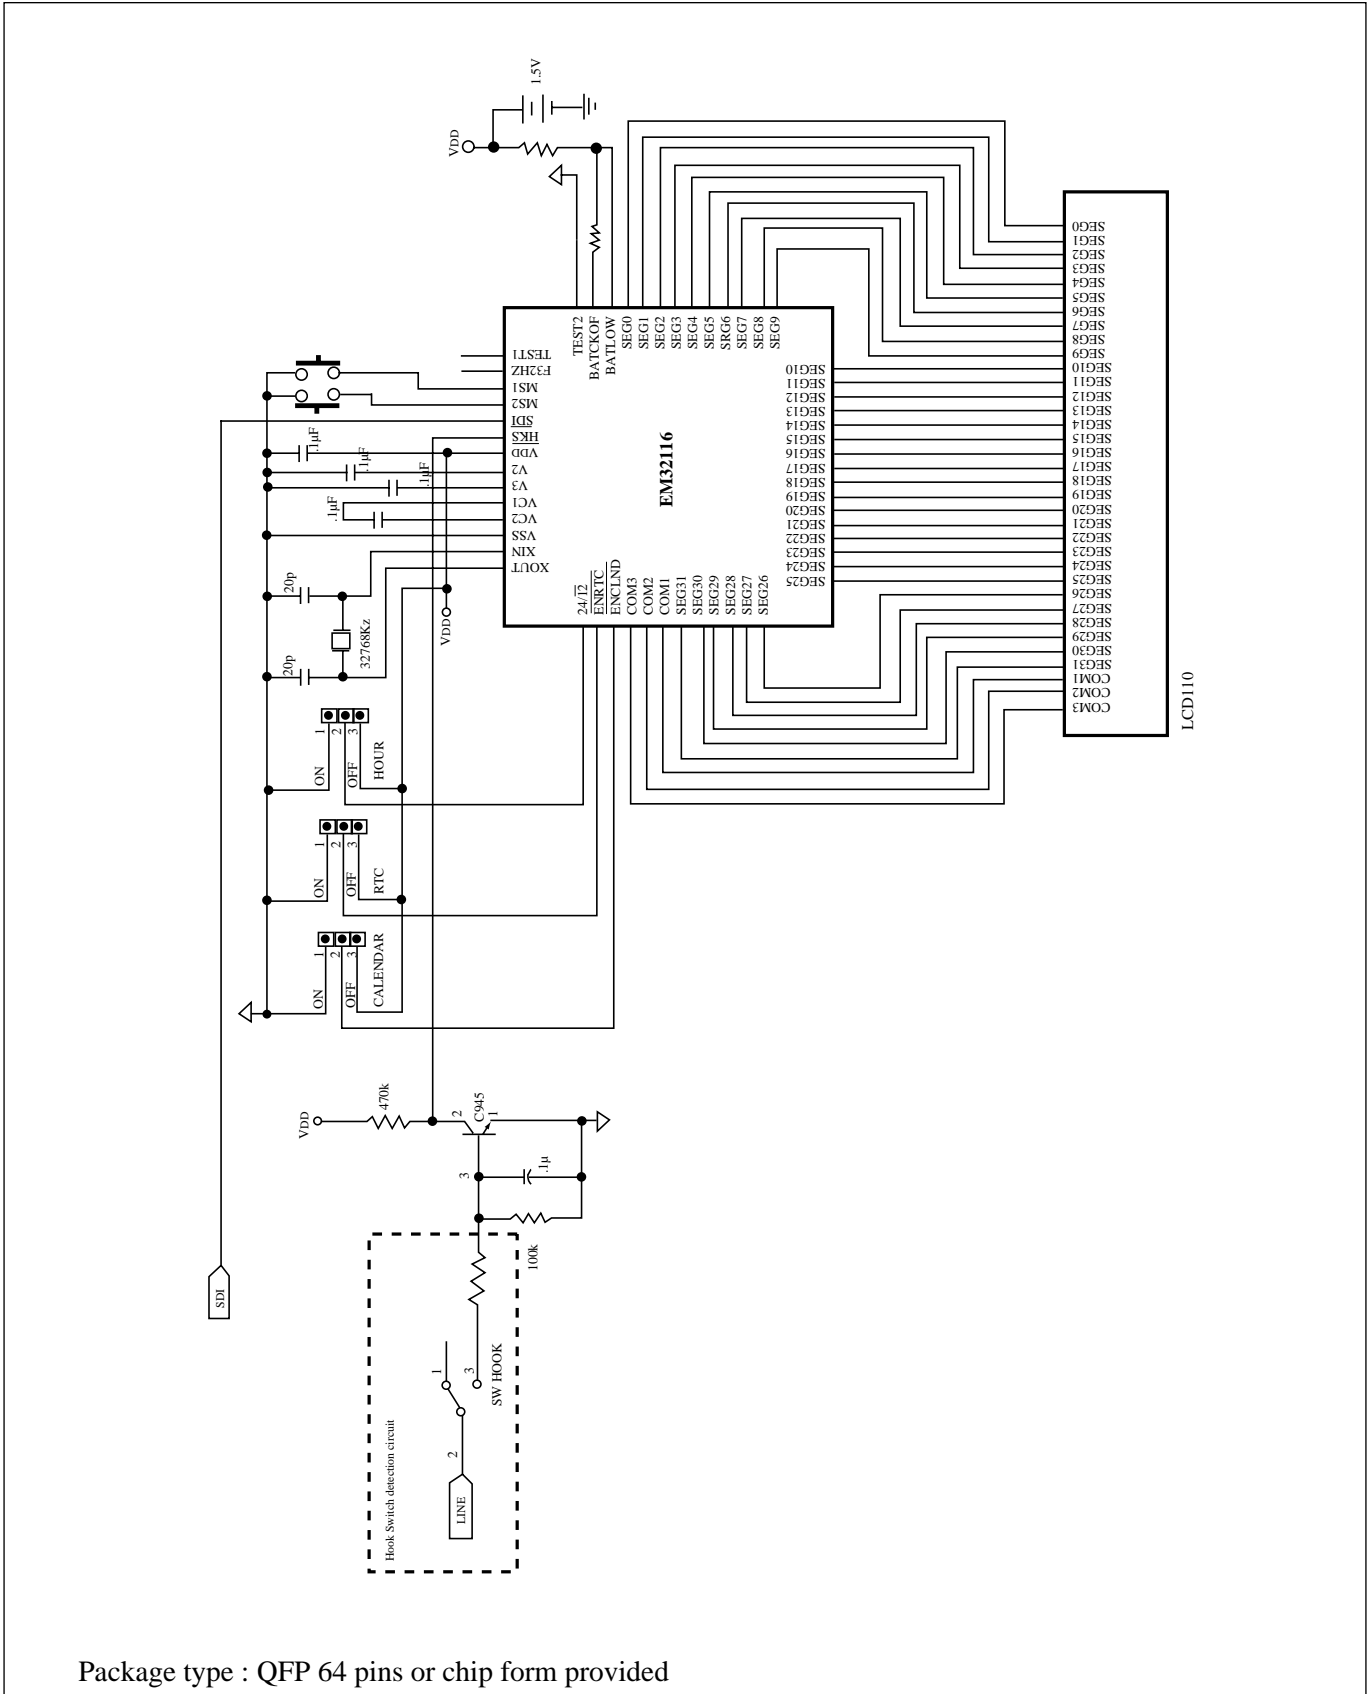 1.5V
VDD
TEST2
BATCKOF
BATLOW
SEG0
SEG1
SEG2
SEG3
SEG4
SEG5
SRG6
SEG7
SEG8
SEG9
TEST1
F32HZ
MS1
MS2
SDI
HKS
VDD
V2
V3
VC1
VC2
VSS
XIN
XOUT
EM32116
SEG10
SEG11
SEG12
SEG13
SEG14
SEG15
SEG16
SEG17
SEG18
SEG19
SEG20
SEG21
SEG22
SEG23
SEG24
SEG25
24/12
ENRTC
ENCLND
COM3
COM2
COM1
SEG31
SEG30
SEG29
SEG28
SEG27
SEG26
SEG0
SEG1
SEG2
SEG3
SEG4
SEG5
SEG6
SEG7
SEG8
SEG9
SEG10
SEG11
SEG12
SEG13
SEG14
SEG15
SEG16
SEG17
SEG18
SEG19
SEG20
SEG21
SEG22
SEG23
SEG24
SEG25
SEG26
SEG27
SEG28
SEG29
SEG30
SEG31
COM1
COM2
COM3
LCD110
.1µF
.1µF
.1µF
.1µF
20p
32768Kz
20p
VDD
1
2
3
ON
OFF
HOUR
1
2
3
ON
OFF
RTC
1
2
3
ON
OFF
CALENDAR
VDD
470k
2
C945
1
3
.1µ
100k
SDI
Hook Switch detection circuit
1
3
SW HOOK
2
LINE
Package type : QFP 64 pins or chip form provided